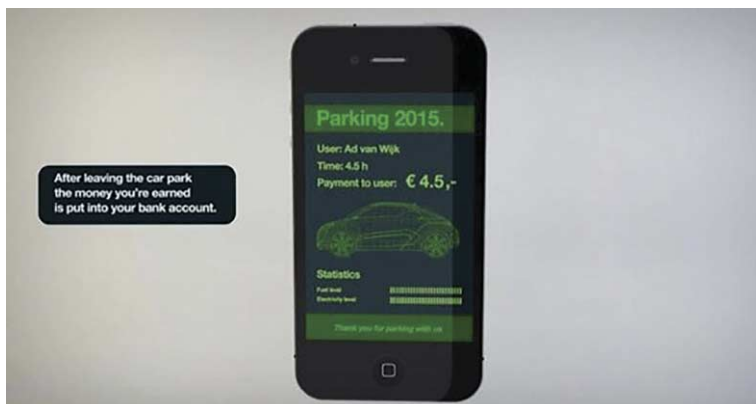 After leaving the car park
the money you're earned
is put into your bank account.
Parking 2015.
User: Ad van Wijk
Time: 4.5 h
Payment to user: € 4.5,-
Statistics
Fuel level
Electricity level
Thank you for parking with us